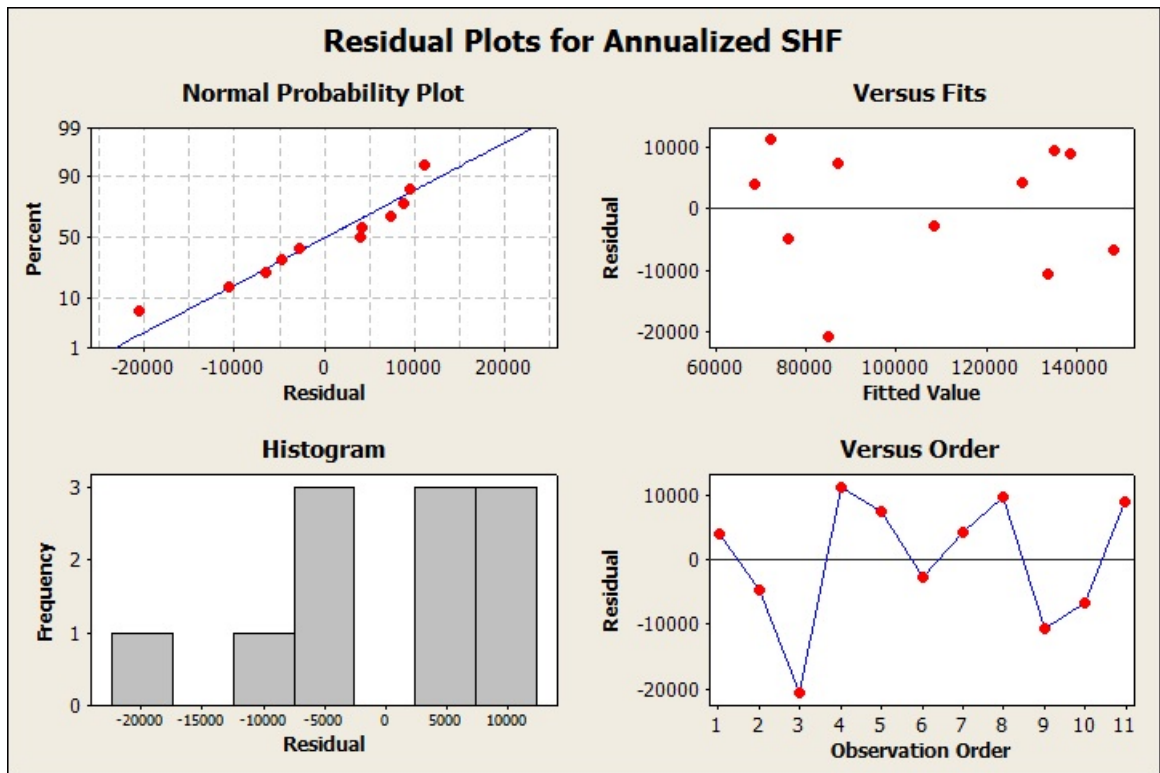 Residual Plots for Annualized SHF
Normal Probability Plot
99
90
50
10
1
Percent
-20000 -10000 0 10000 20000
Residual
Versus Fits
10000
0
-10000
-20000
Residual
60000 80000 100000 120000 140000
Fitted Value
Histogram
3
2
1
0
Frequency
-20000 -15000 -10000 -5000 0 5000 10000
Residual
Versus Order
10000
0
-10000
-20000
Residual
1 2 3 4 5 6 7 8 9 10 11
Observation Order